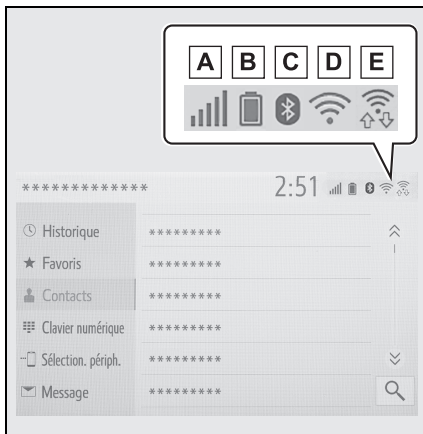 A B C D E
************* 2:51
Historique *********
Favoris *********
Contacts *********
Clavier numérique *********
Sélection. périph. *********
Message *********